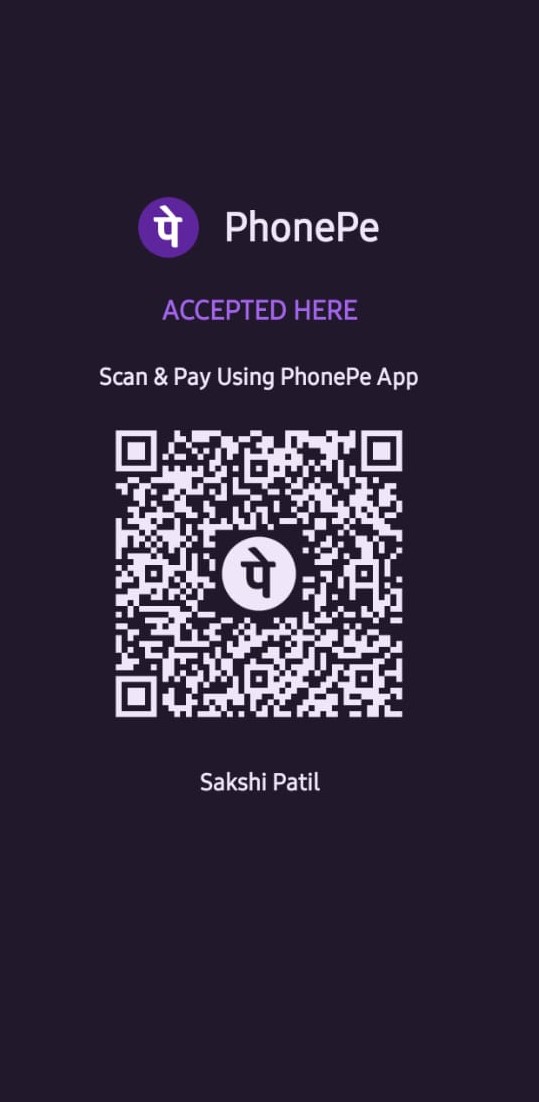 पे PhonePe
ACCEPTED HERE
Scan & Pay Using PhonePe App
पे
Sakshi Patil